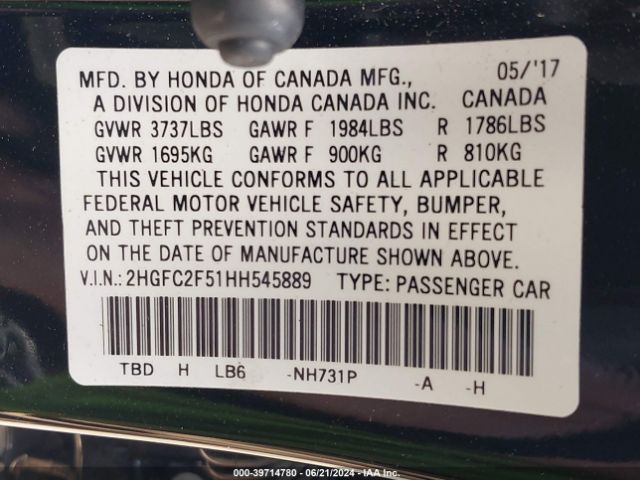 MFD. BY HONDA OF CANADA MFG., 05/'17
A DIVISION OF HONDA CANADA INC. CANADA
GVWR 3737LBS GAWR F 1984LBS R 1786LBS
GVWR 1695KG GAWR F 900KG R 810KG
THIS VEHICLE CONFORMS TO ALL APPLICABLE
FEDERAL MOTOR VEHICLE SAFETY, BUMPER,
AND THEFT PREVENTION STANDARDS IN EFFECT
ON THE DATE OF MANUFACTURE SHOWN ABOVE.
V.I.N.: 2HGFC2F51HH545889 TYPE: PASSENGER CAR
TBD H LB6 -NH731P -A -H
000-39714780 - 06/21/2024 - IAA Inc.